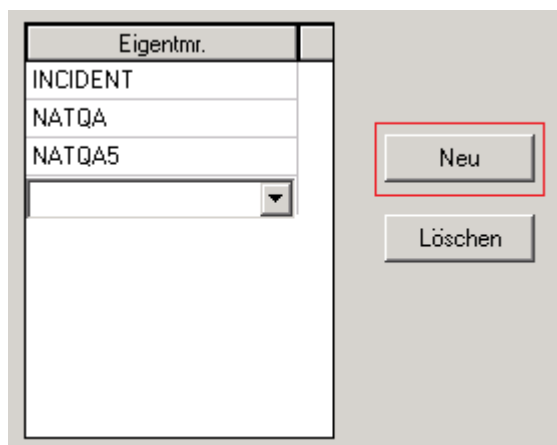 Eigentmr.
INCIDENT
NATQA
NATQA5
Neu
Löschen